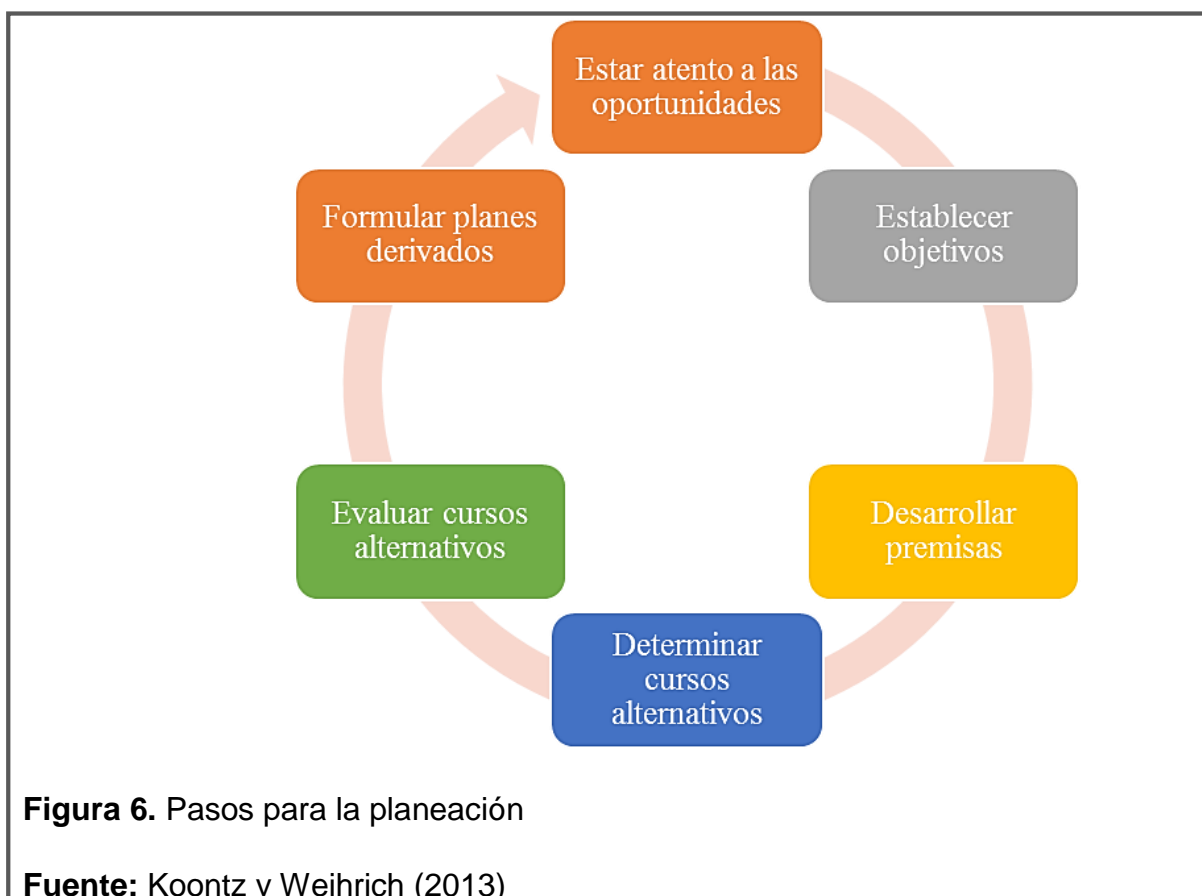 Estar atento a las
oportunidades
Establecer
objetivos
Desarrollar
premisas
Determinar
cursos
alternativos
Evaluar cursos
alternativos
Formular planes
derivados
Figura 6. Pasos para la planeación
Fuente: Koontz y Weihrich (2013)